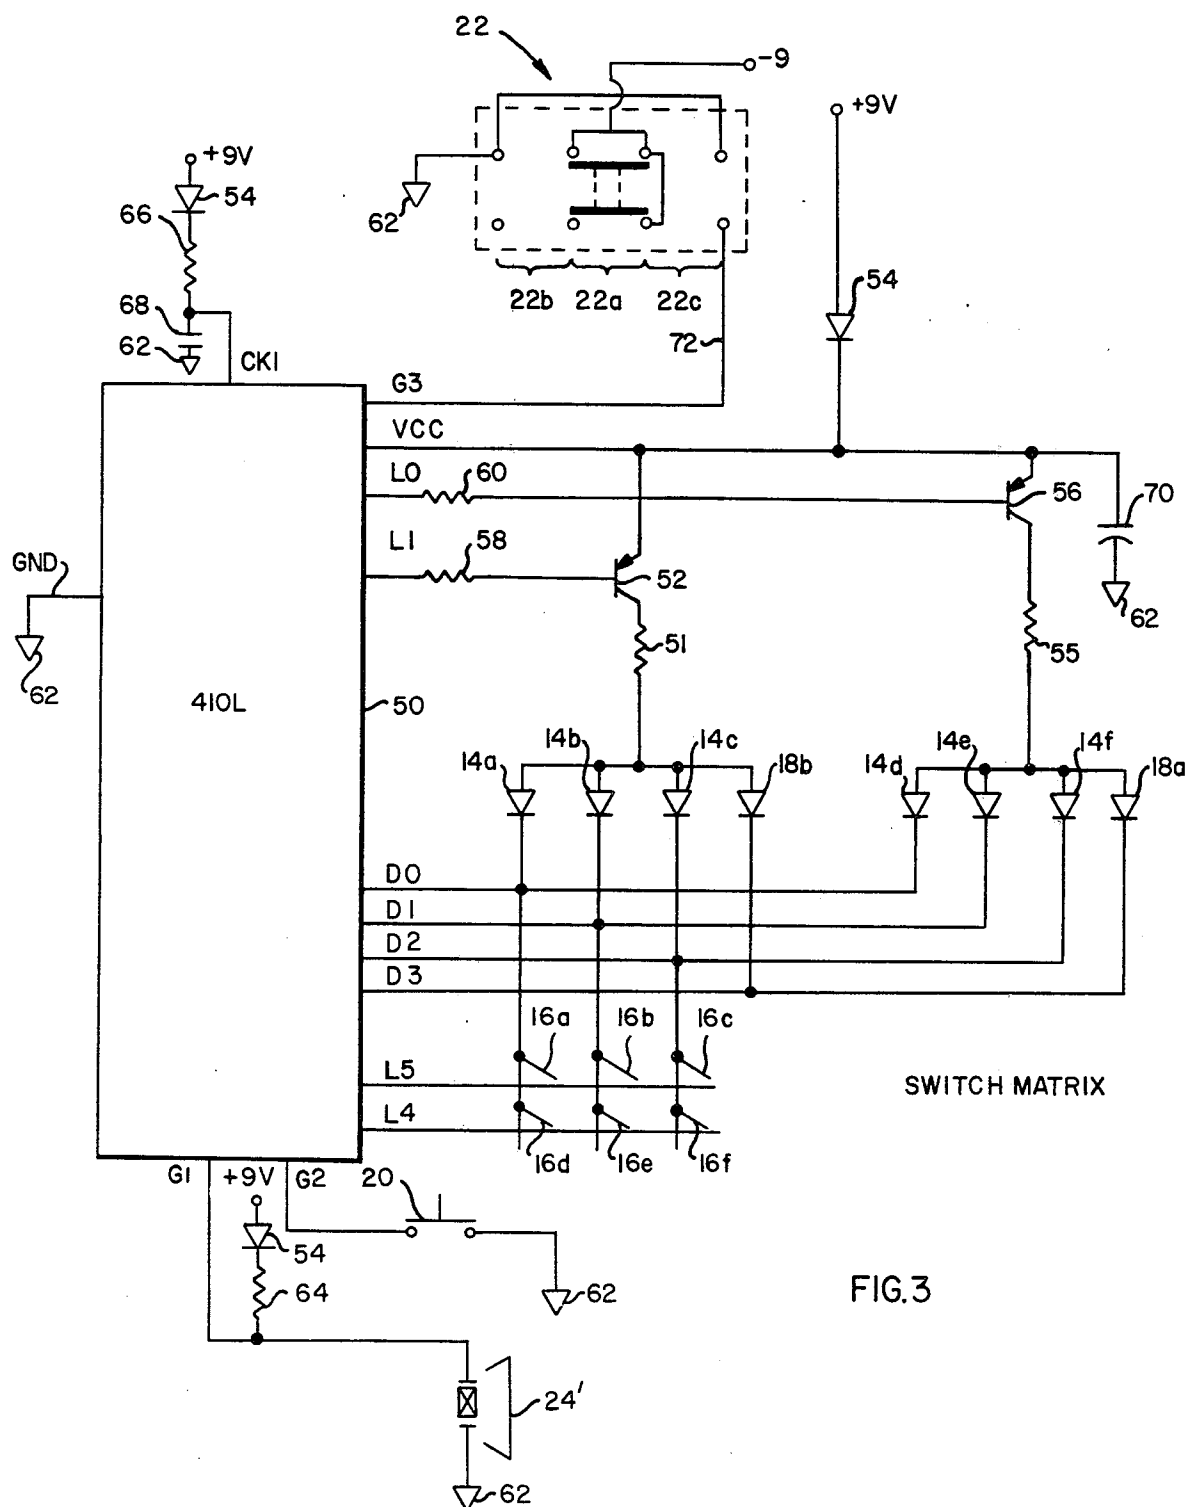 22
-9
+9V
+9V
54
66
62
68
62
CK1
22b 22a 22c
54
72
G3
VCC
L0
60
56
70
L1
58
52
GND
62
51
55
62
410L
50
14a
14b
14c
18b
14d
14e
14f
18a
D0
D1
D2
D3
16a
16b
16c
L5
SWITCH MATRIX
L4
16d
16e
16f
G1
+9V
G2
20
54
64
62
FIG.3
24'
62